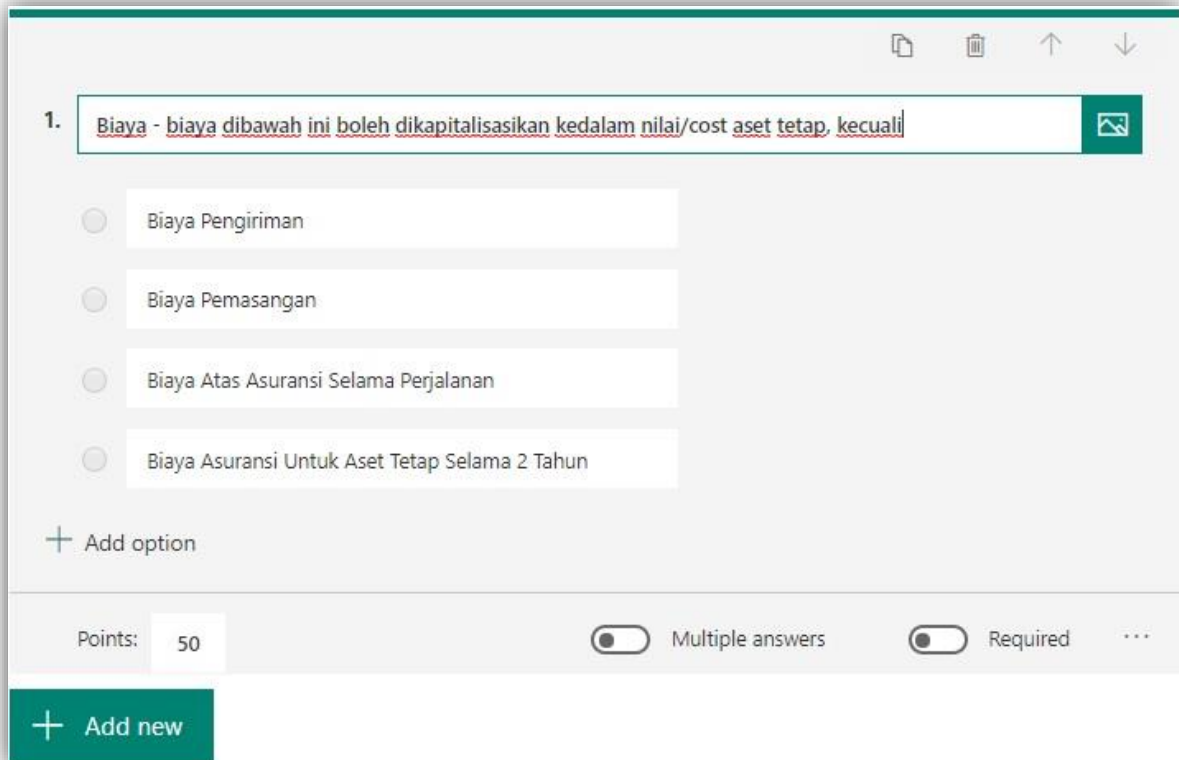 1. Biaya - biaya dibawah ini boleh dikapitalisasikan kedalam nilai/cost aset tetap, kecuali
Biaya Pengiriman
Biaya Pemasangan
Biaya Atas Asuransi Selama Perjalanan
Biaya Asuransi Untuk Aset Tetap Selama 2 Tahun
+ Add option
Points: 50 Multiple answers Required ...
+ Add new